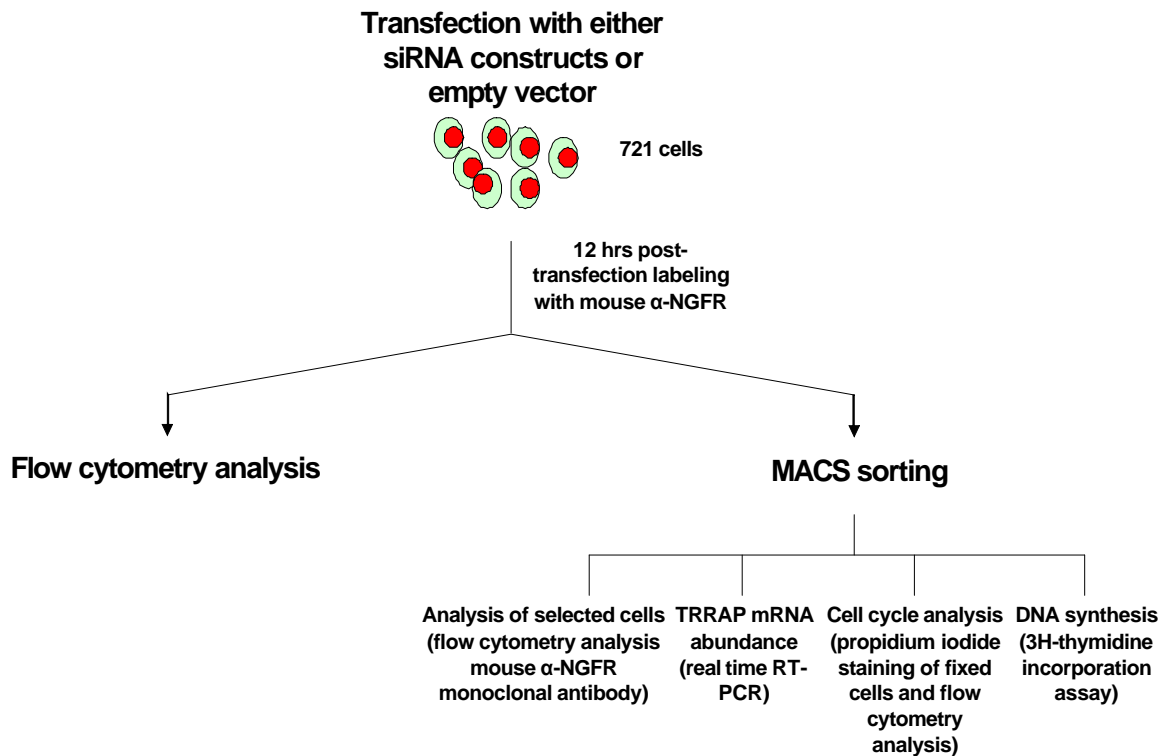 Transfection with either
siRNA constructs or
empty vector
721 cells
12 hrs post-
transfection labeling
with mouse α-NGFR
Flow cytometry analysis
MACS sorting
Analysis of selected cells
(flow cytometry analysis
mouse α-NGFR
monoclonal antibody)
TRRAP mRNA
abundance
(real time RT-
PCR)
Cell cycle analysis
(propidium iodide
staining of fixed
cells and flow
cytometry
analysis)
DNA synthesis
(3H-thymidine
incorporation
assay)